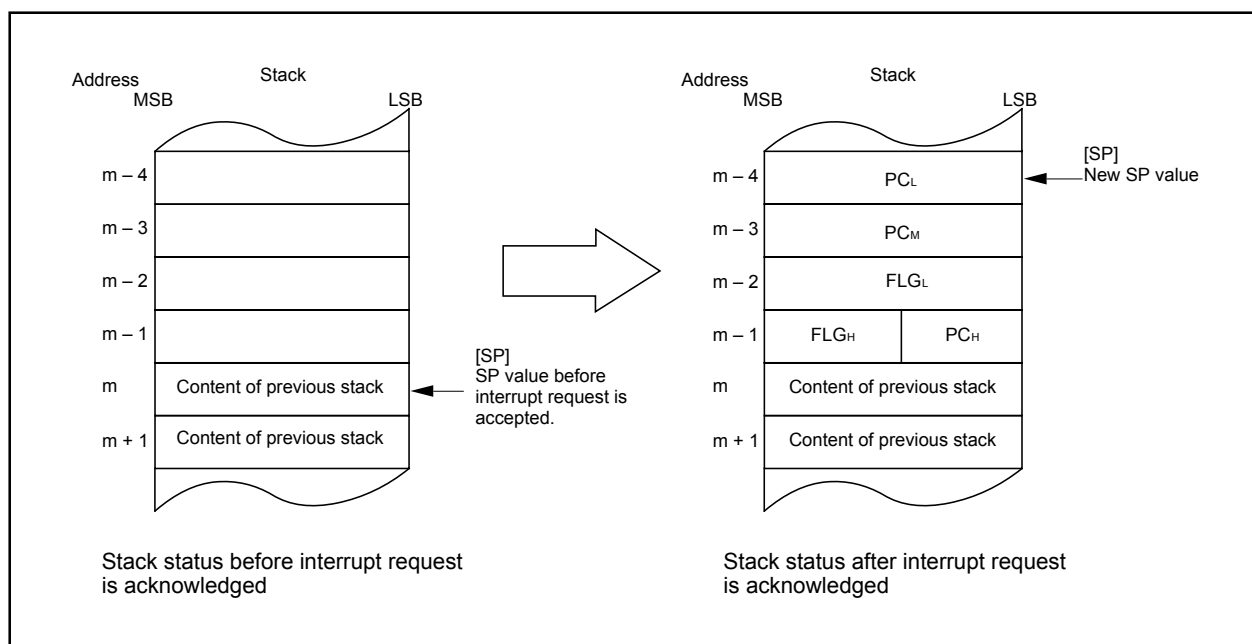 Address
Stack
MSB
LSB
m – 4
m – 3
m – 2
m – 1
m
Content of previous stack
m + 1
Content of previous stack
[SP]
SP value before
interrupt request is
accepted.
Stack status before interrupt request
is acknowledged
Address
Stack
MSB
LSB
m – 4
PCL
[SP]
New SP value
m – 3
PCM
m – 2
FLGL
m – 1
FLGH
PCH
m
Content of previous stack
m + 1
Content of previous stack
Stack status after interrupt request
is acknowledged